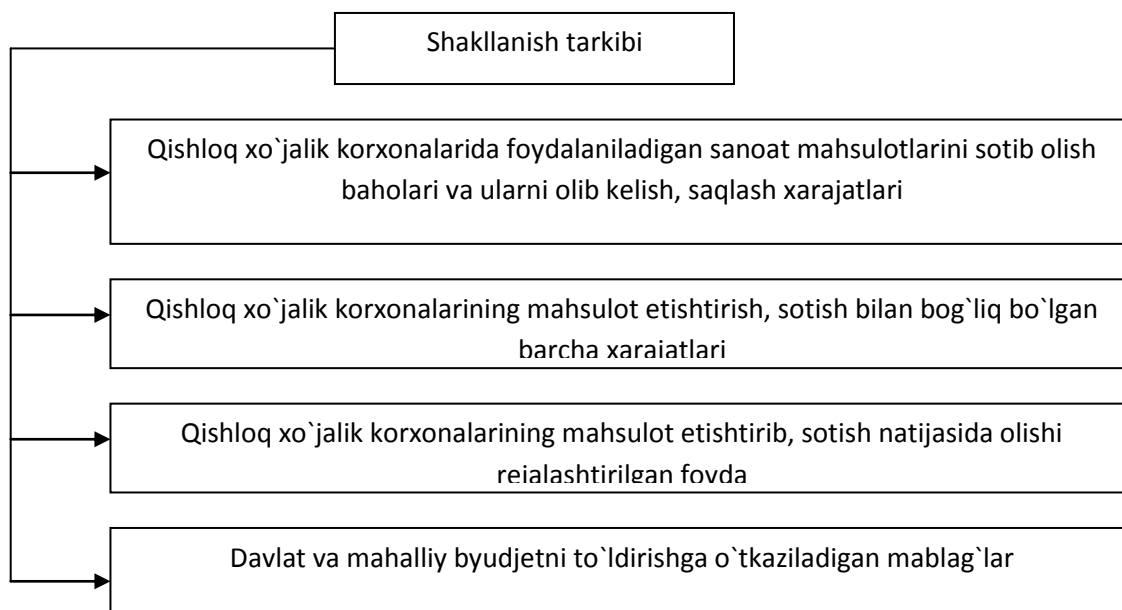 Shakllanish tarkibi
Qishloq xo`jalik korxonalarida foydalaniladigan sanoat mahsulotlarini sotib olish
baholari va ularni olib kelish, saqlash xarajatlari
Qishloq xo`jalik korxonalarining mahsulot etishtirish, sotish bilan bog`liq bo`lgan
barcha xarajatlari
Qishloq xo`jalik korxonalarining mahsulot etishtirib, sotish natijasida olishi
rejalashtirilgan foyda
Davlat va mahalliy byudjetni to`ldirishga o`tkaziladigan mablag`lar